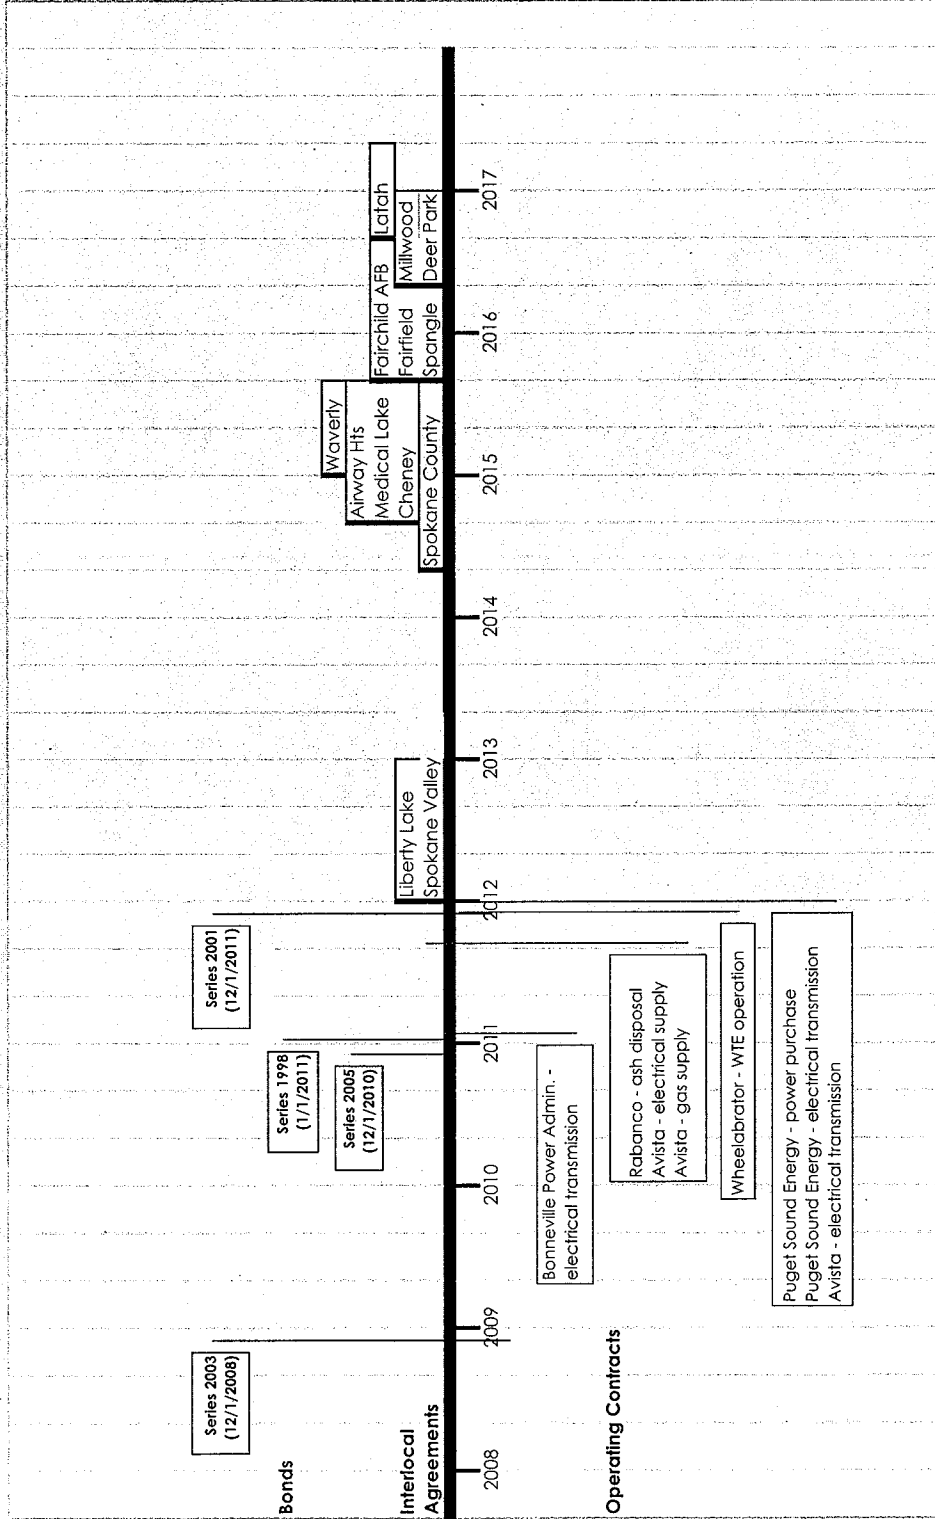 Bonds
Series 2003
(12/1/2008)
Series 2005
(12/1/2010)
Series 1998
(1/1/2011)
Series 2001
(12/1/2011)
Interlocal
Agreements
Liberty Lake
Spokane Valley
Waverly
Airway Hts
Medical Lake
Cheney
Spokane County
Fairchild AFB
Fairfield
Spangle
Latah
Millwood
Deer Park
2008
2009
2010
2011
2012
2013
2014
2015
2016
2017
Operating Contracts
Bonneville Power Admin. -
electrical transmission
Rabanco - ash disposal
Avista - electrical supply
Avista - gas supply
Wheelabrator - WTE operation
Puget Sound Energy - power purchase
Puget Sound Energy - electrical transmission
Avista - electrical transmission